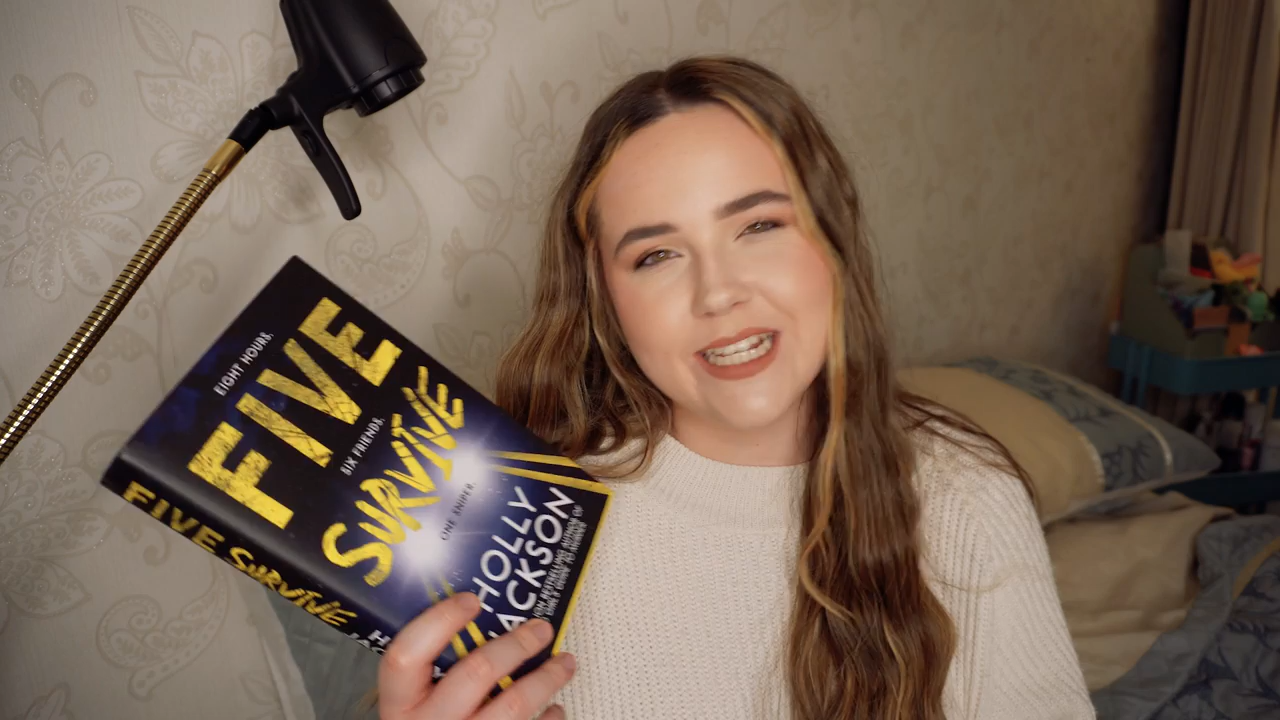 EIGHT HOURS.
FIVE
SIX FRIENDS.
SURVIVE
ONE SNIPER.
HOLLY
JACKSON
FIVE SURVIVE